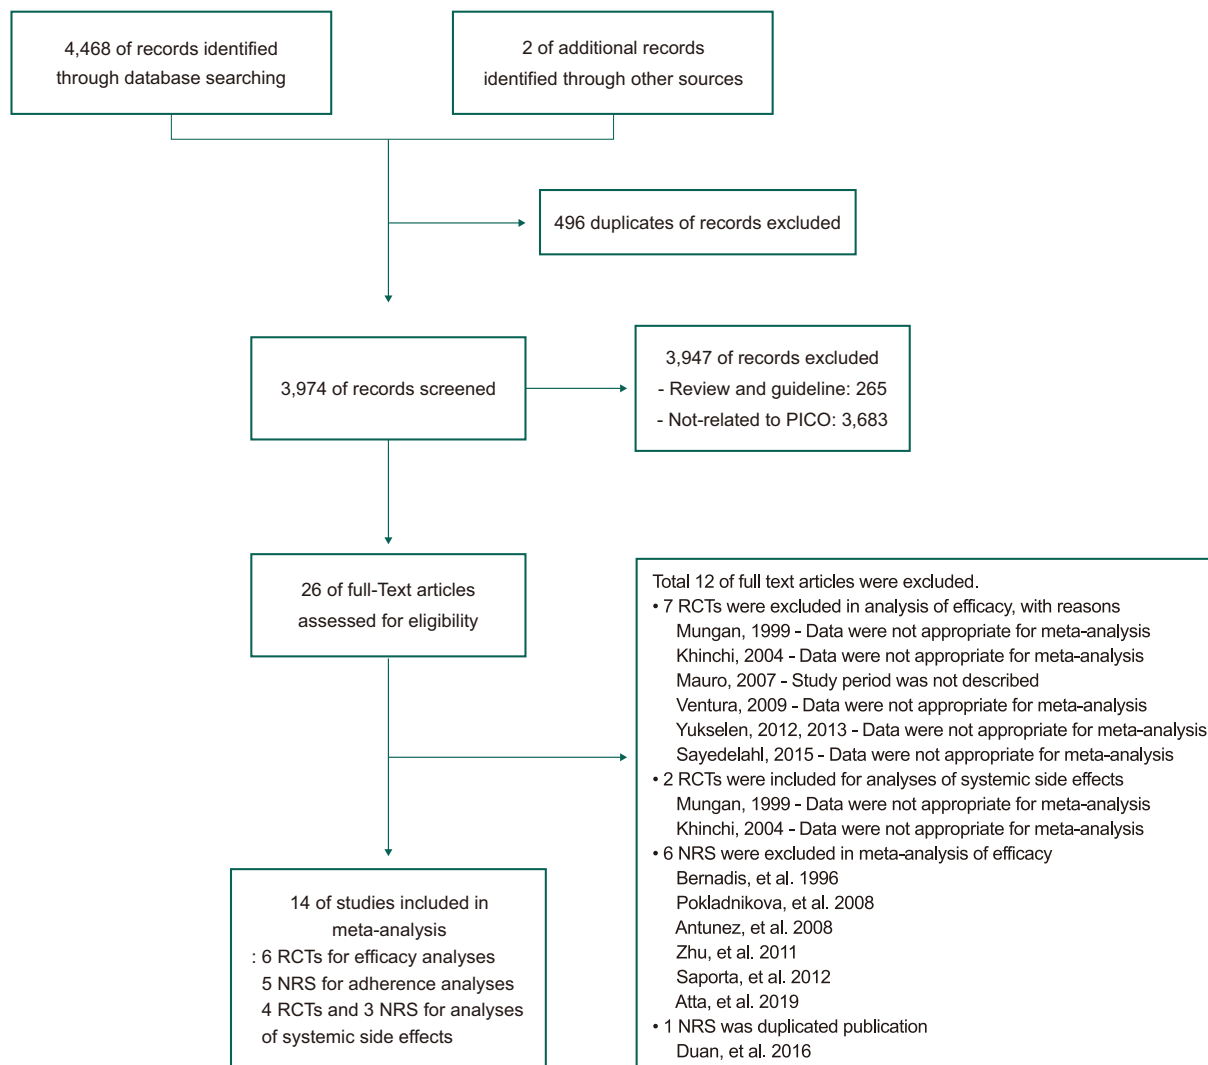 4,468 of records identified
through database searching
2 of additional records
identified through other sources
496 duplicates of records excluded
3,974 of records screened
3,947 of records excluded
- Review and guideline: 265
- Not-related to PICO: 3,683
26 of full-Text articles
assessed for eligibility
Total 12 of full text articles were excluded.
• 7 RCTs were excluded in analysis of efficacy, with reasons
Mungan, 1999 - Data were not appropriate for meta-analysis
Khinchi, 2004 - Data were not appropriate for meta-analysis
Mauro, 2007 - Study period was not described
Ventura, 2009 - Data were not appropriate for meta-analysis
Yukselen, 2012, 2013 - Data were not appropriate for meta-analysis
Sayedelahl, 2015 - Data were not appropriate for meta-analysis
• 2 RCTs were included for analyses of systemic side effects
Mungan, 1999 - Data were not appropriate for meta-analysis
Khinchi, 2004 - Data were not appropriate for meta-analysis
• 6 NRS were excluded in meta-analysis of efficacy
Bernadis, et al. 1996
Pokladnikova, et al. 2008
Antunez, et al. 2008
Zhu, et al. 2011
Saporta, et al. 2012
Atta, et al. 2019
• 1 NRS was duplicated publication
Duan, et al. 2016
14 of studies included in
meta-analysis
: 6 RCTs for efficacy analyses
5 NRS for adherence analyses
4 RCTs and 3 NRS for analyses
of systemic side effects